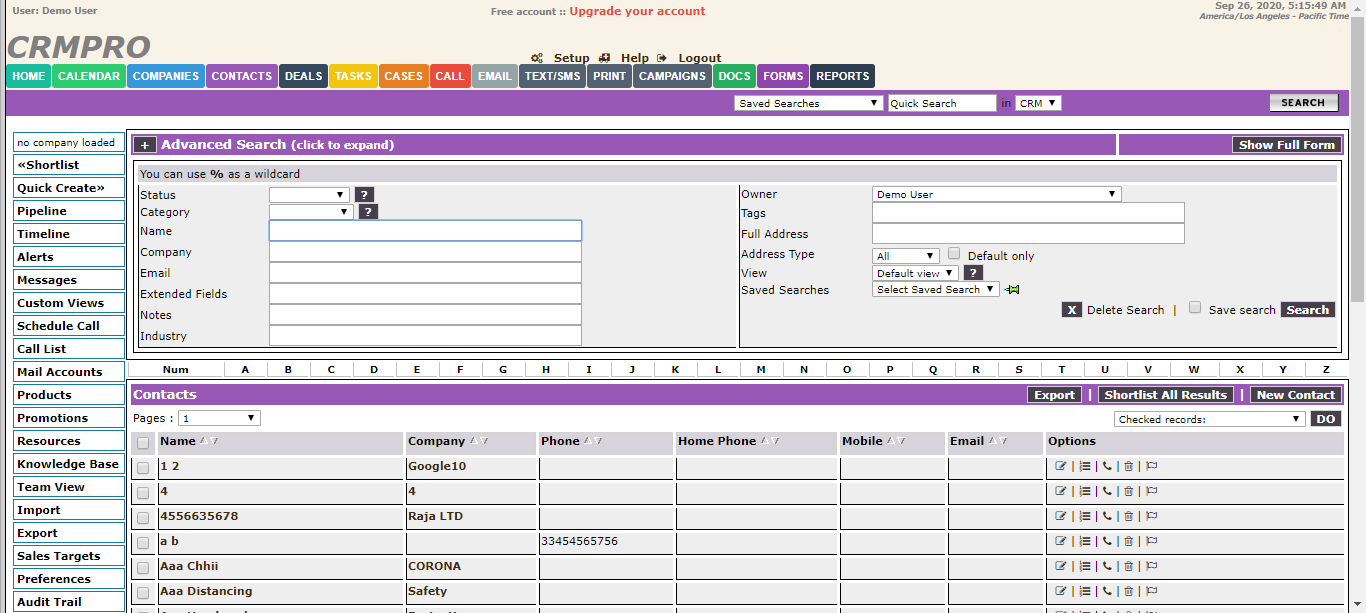 User: Demo User
Free account :: Upgrade your account
Sep 26, 2020, 5:15:49 AM
America/Los Angeles - Pacific Time
CRMPRO
Setup Help Logout
HOME CALENDAR COMPANIES CONTACTS DEALS TASKS CASES CALL EMAIL TEXT/SMS PRINT CAMPAIGNS DOCS FORMS REPORTS
Saved Searches Quick Search in CRM SEARCH
no company loaded
«Shortlist
Quick Create»
Pipeline
Timeline
Alerts
Messages
Custom Views
Schedule Call
Call List
Mail Accounts
Products
Promotions
Resources
Knowledge Base
Team View
Import
Export
Sales Targets
Preferences
Audit Trail
+ Advanced Search (click to expand) Show Full Form
You can use % as a wildcard
Status ?
Category ?
Name
Company
Email
Extended Fields
Notes
Industry
Owner Demo User
Tags
Full Address
Address Type All Default only
View Default view ?
Saved Searches Select Saved Search
X Delete Search | Save search Search
Num A B C D E F G H I J K L M N O P Q R S T U V W X Y Z
Contacts Export | Shortlist All Results | New Contact
Pages : 1 Checked records: DO
Name Company Phone Home Phone Mobile Email Options
1 2 Google10 | | | |
4 4 | | | |
4556635678 Raja LTD | | | |
a b 33454565756 | | | |
Aaa Chhii CORONA | | | |
Aaa Distancing Safety | | | |